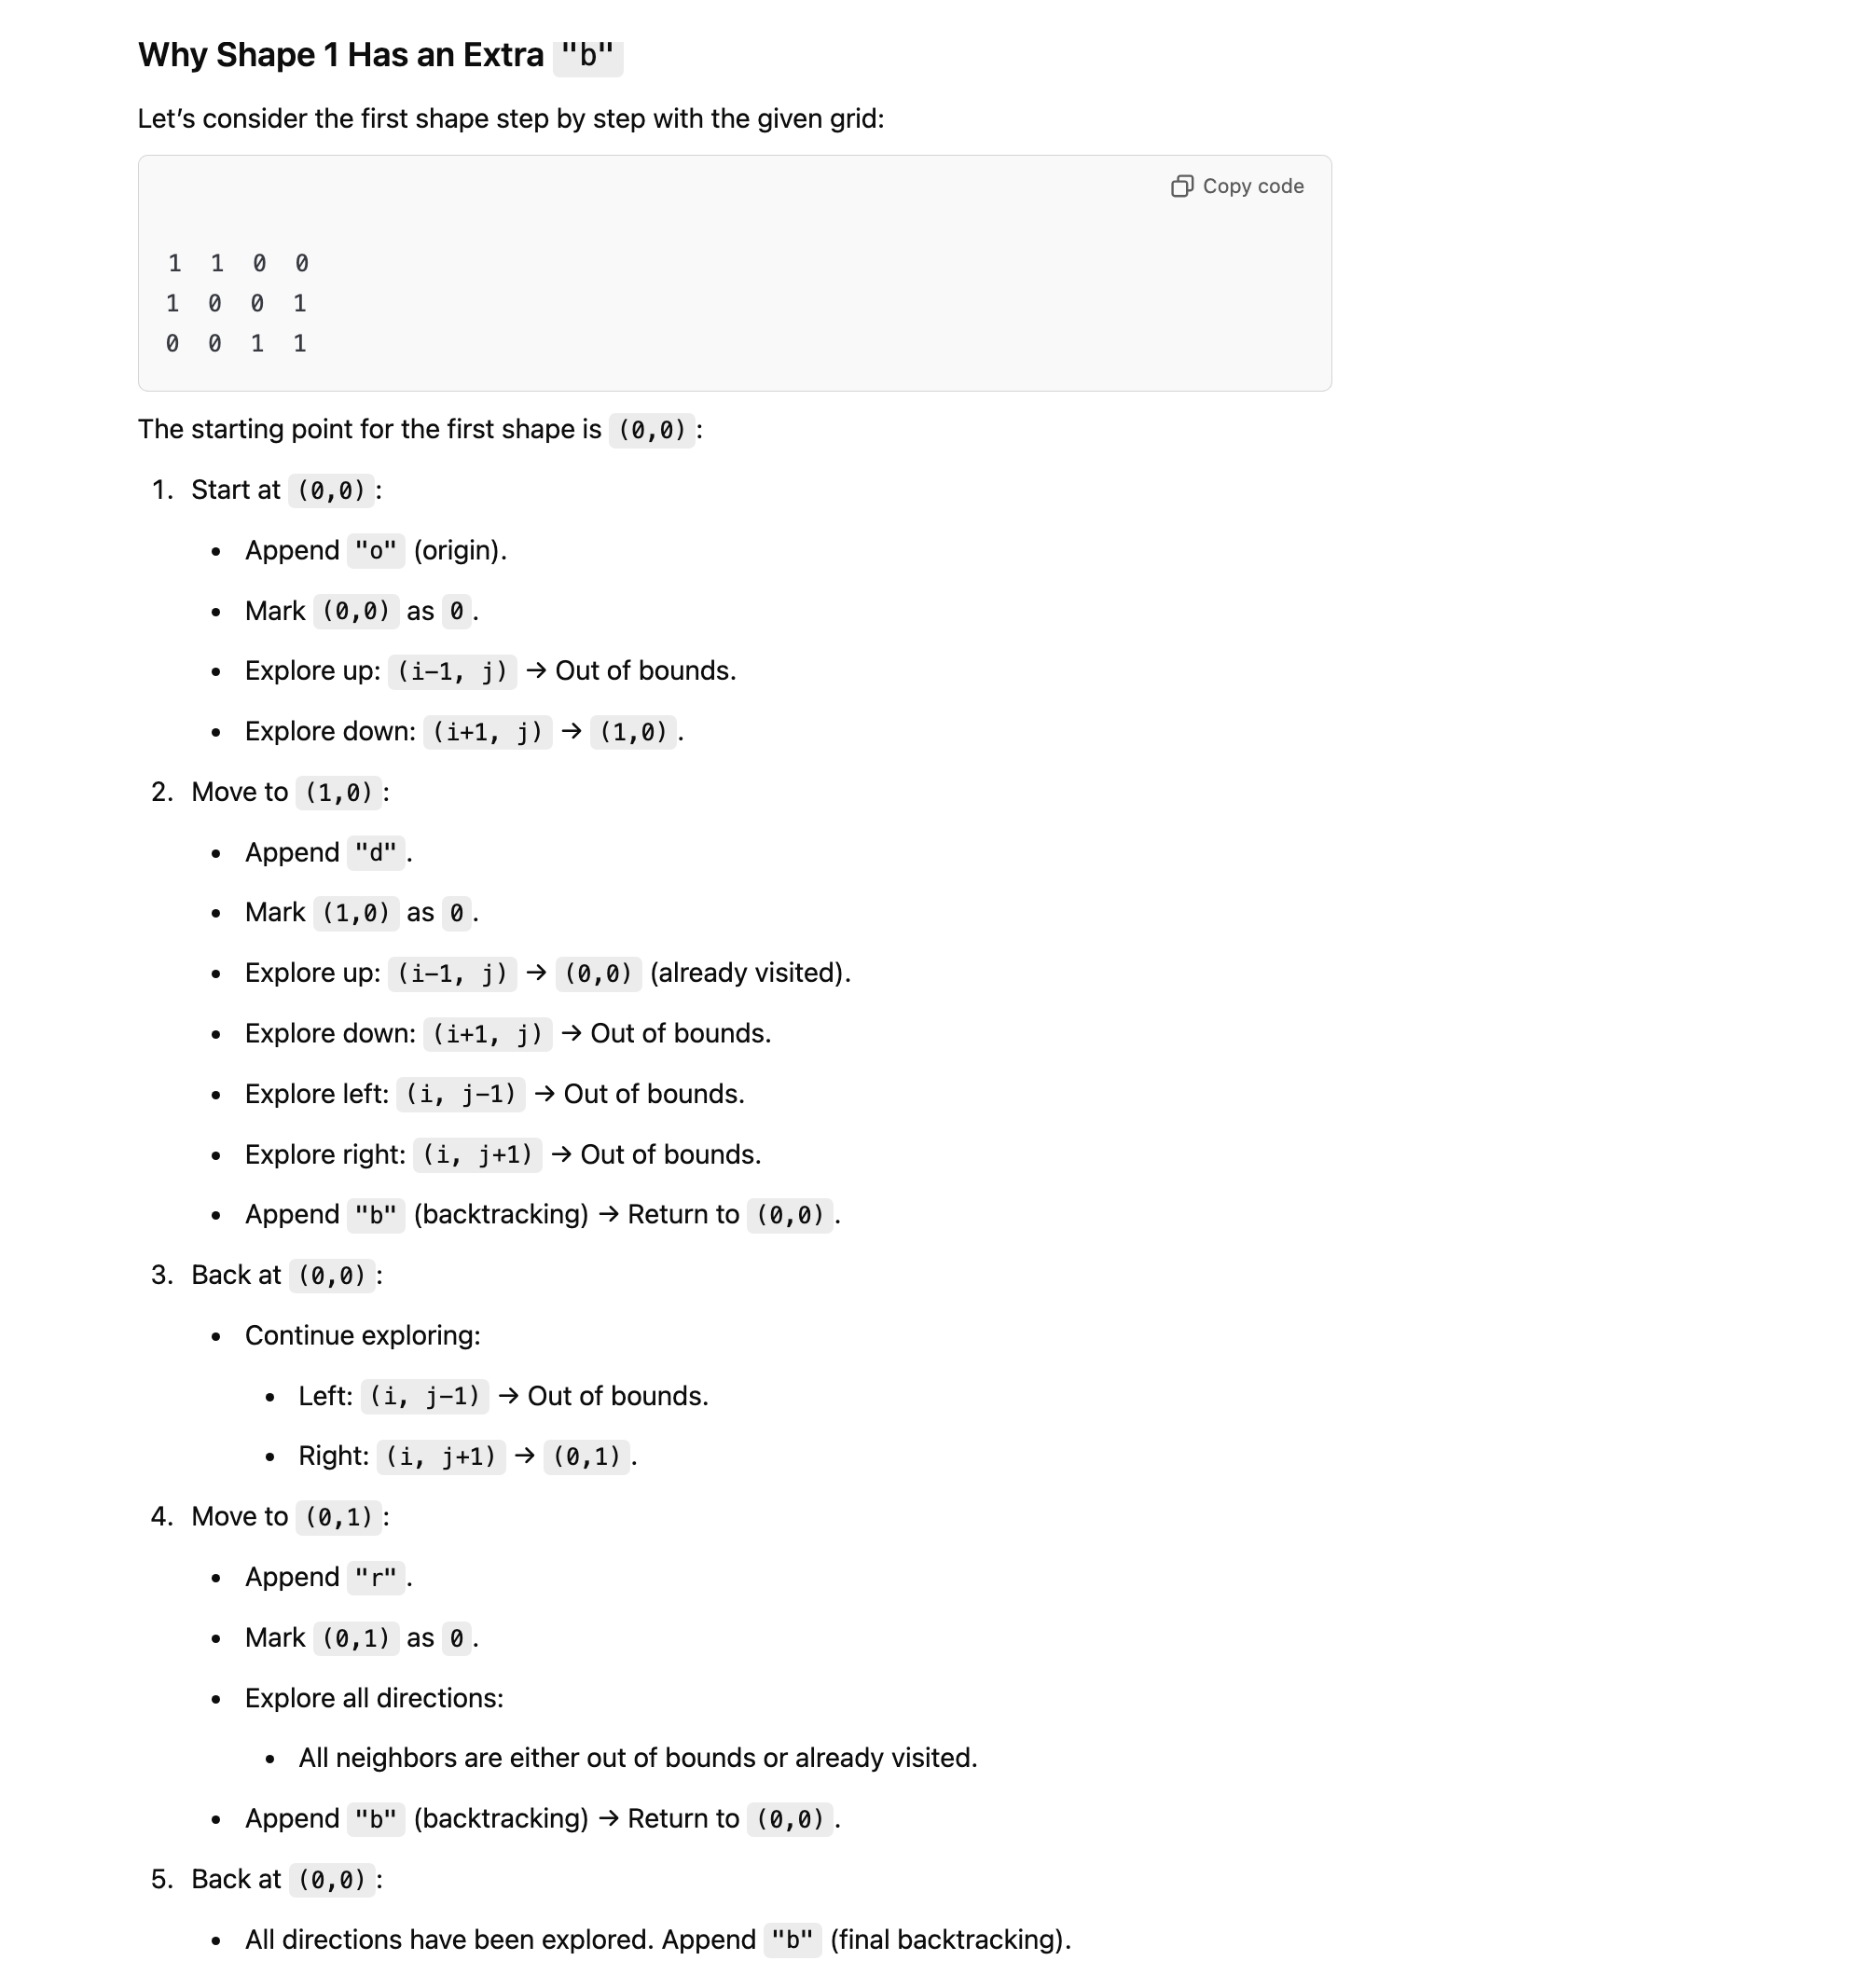 Why Shape 1 Has an Extra "b"
Let’s consider the first shape step by step with the given grid:
Copy code
1 1 0 0
1 0 0 1
0 0 1 1
The starting point for the first shape is (0,0):
1. Start at (0,0):
• Append "o" (origin).
• Mark (0,0) as 0.
• Explore up: (i-1, j) → Out of bounds.
• Explore down: (i+1, j) → (1,0).
2. Move to (1,0):
• Append "d".
• Mark (1,0) as 0.
• Explore up: (i-1, j) → (0,0) (already visited).
• Explore down: (i+1, j) → Out of bounds.
• Explore left: (i, j-1) → Out of bounds.
• Explore right: (i, j+1) → Out of bounds.
• Append "b" (backtracking) → Return to (0,0).
3. Back at (0,0):
• Continue exploring:
• Left: (i, j-1) → Out of bounds.
• Right: (i, j+1) → (0,1).
4. Move to (0,1):
• Append "r".
• Mark (0,1) as 0.
• Explore all directions:
• All neighbors are either out of bounds or already visited.
• Append "b" (backtracking) → Return to (0,0).
5. Back at (0,0):
• All directions have been explored. Append "b" (final backtracking).